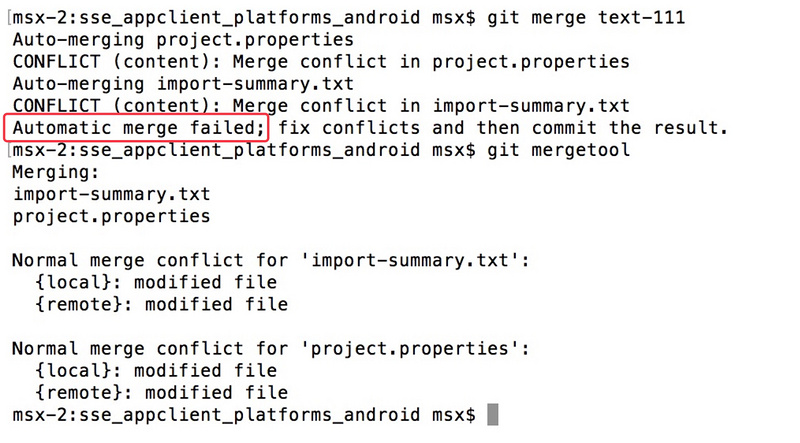 msx-2:sse_appclient_platforms_android msx$ git merge text-111
Auto-merging project.properties
CONFLICT (content): Merge conflict in project.properties
Auto-merging import-summary.txt
CONFLICT (content): Merge conflict in import-summary.txt
Automatic merge failed; fix conflicts and then commit the result.
msx-2:sse_appclient_platforms_android msx$ git mergetool
Merging:
import-summary.txt
project.properties

Normal merge conflict for 'import-summary.txt':
  {local}: modified file
  {remote}: modified file

Normal merge conflict for 'project.properties':
  {local}: modified file
  {remote}: modified file
msx-2:sse_appclient_platforms_android msx$